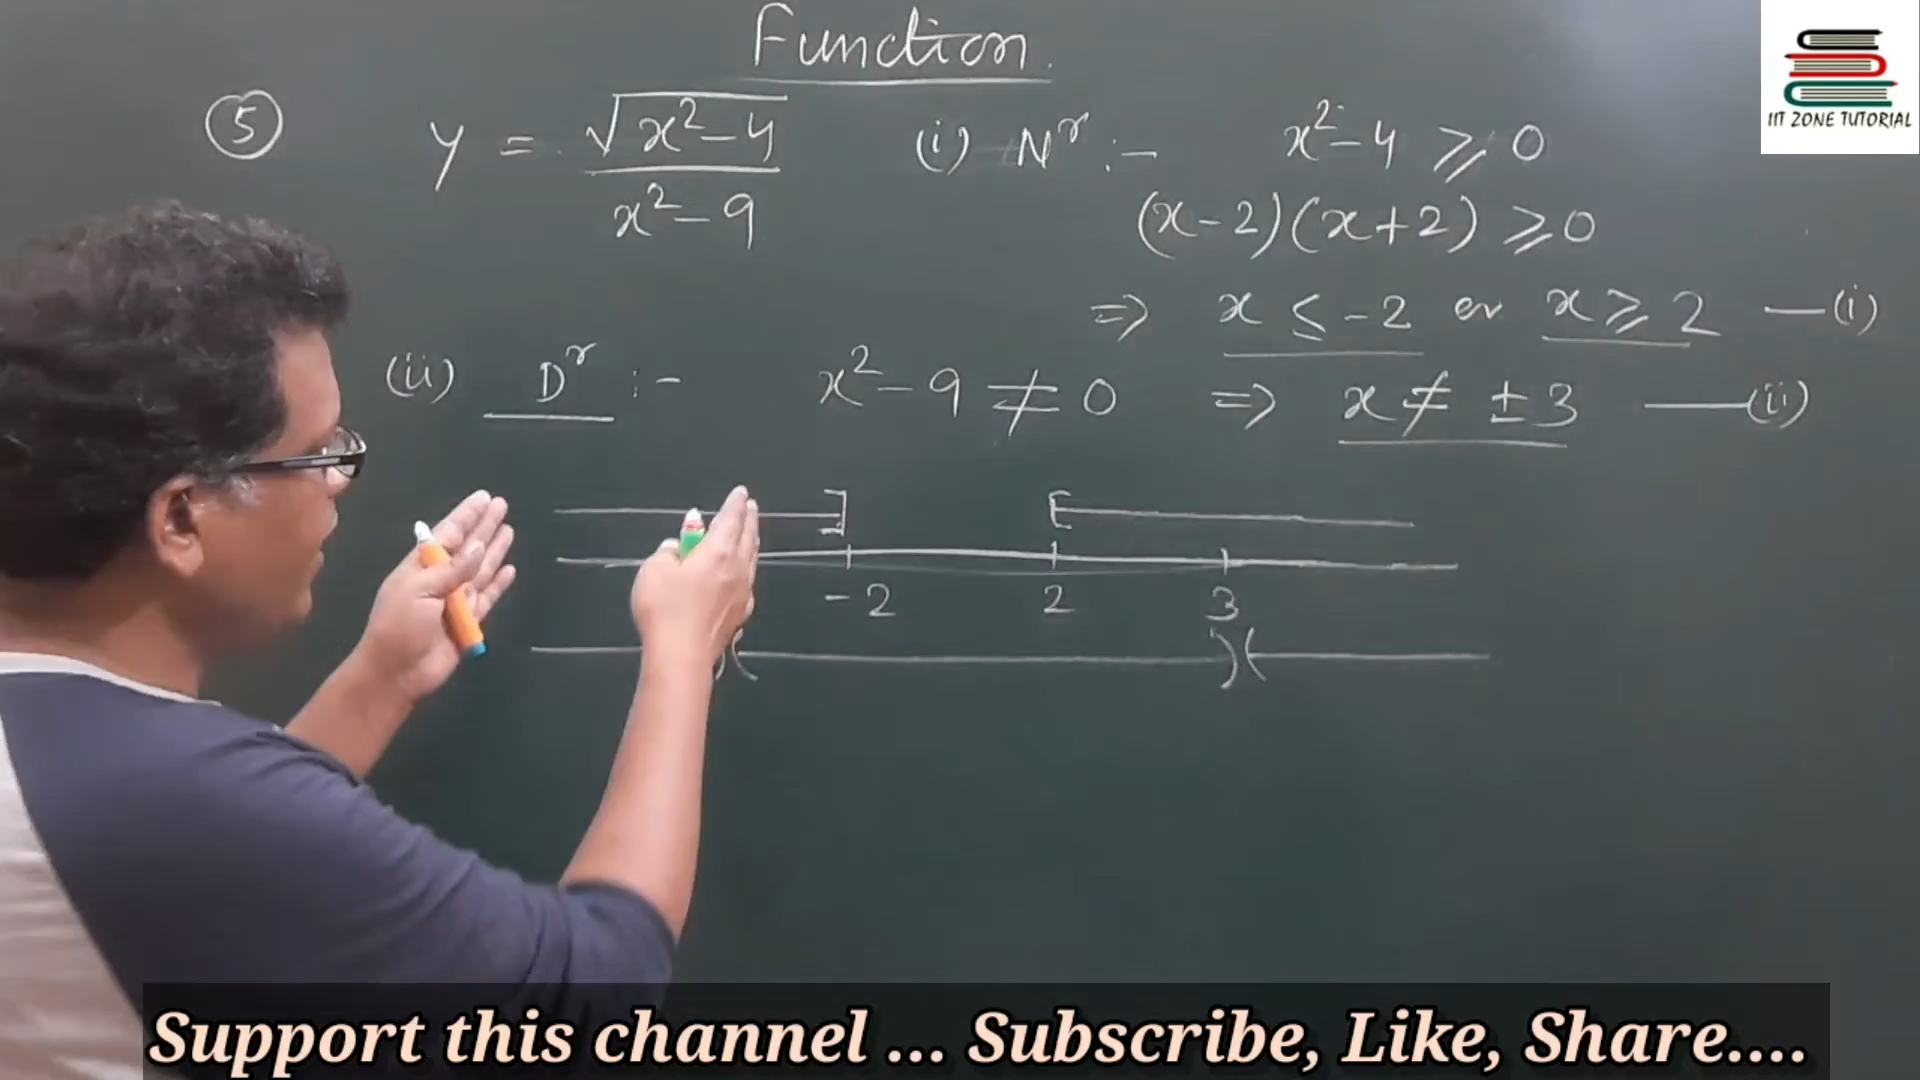 Function
IIT ZONE TUTORIAL
⑤ y = √(x²-4) / (x²-9) (i) Nʳ :- x²-4 ≥ 0
(x-2)(x+2) ≥ 0
⇒ x ≤ -2 or x ≥ 2 —(i)
(ii) Dʳ :- x²-9 ≠ 0 ⇒ x ≠ ±3 —(ii)
] [
-2 2 3
) ( ) (
Support this channel ... Subscribe, Like, Share....